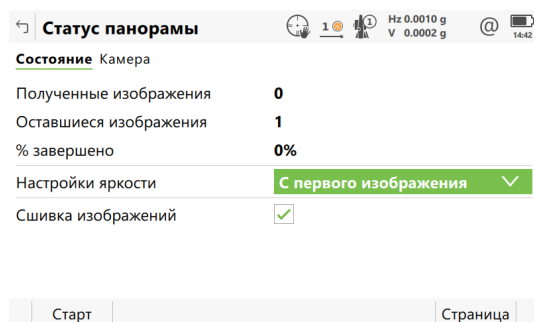 Статус панорамы
1
1
Hz 0.0010 g
V 0.0002 g
@
14:42
Состояние Камера
Полученные изображения 0
Оставшиеся изображения 1
% завершено 0%
Настройки яркости С первого изображения
Сшивка изображений
Старт Страница